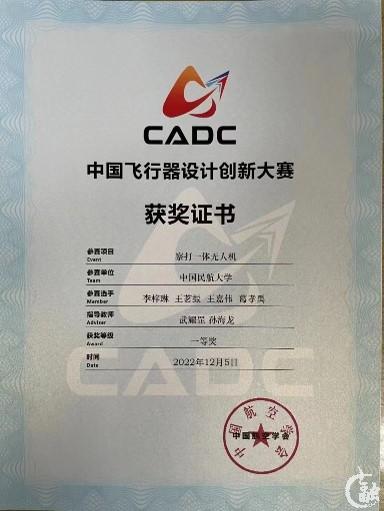 CADC
中国飞行器设计创新大赛
获奖证书
参赛项目 察打一体无人机
Event
参赛单位 中国民航大学
Team
参赛选手 李梓琳 王茗 王嘉伟 葛孝
Member
指导教师 武耀罡 孙海龙
Adviser
获奖等级 一等奖
Award
时间 2022年12月5日
Date
CADC
中国航空学会